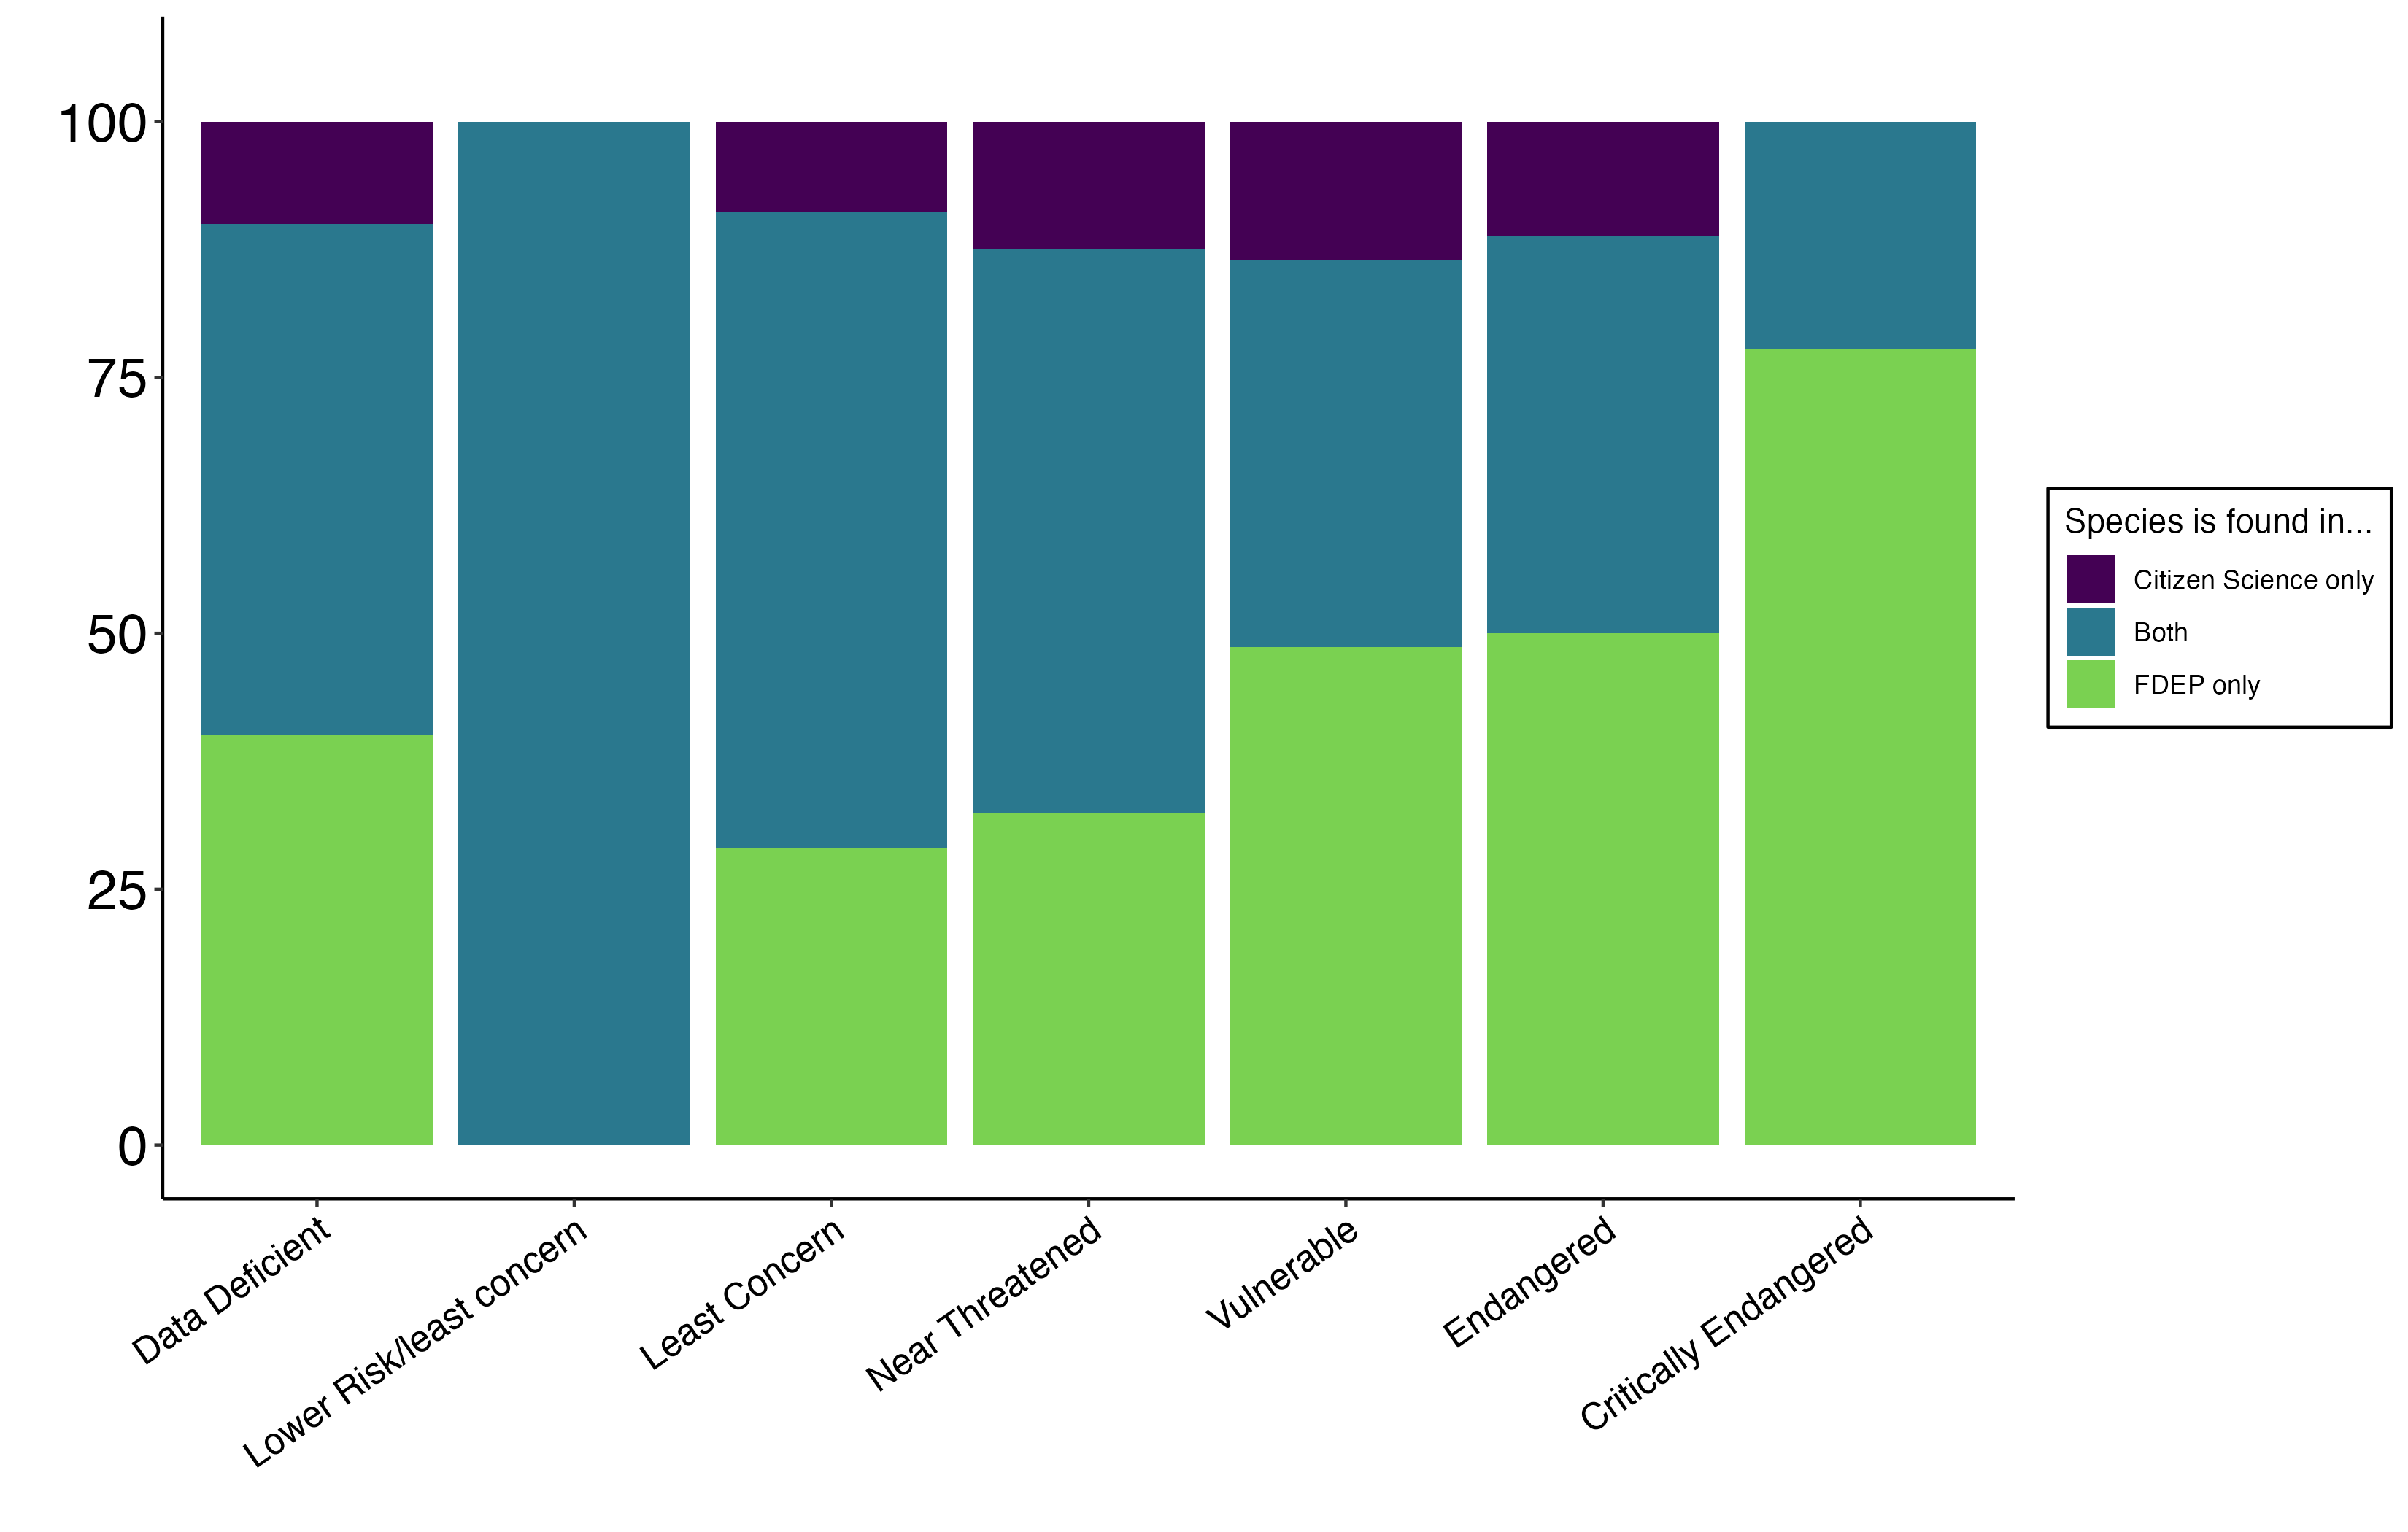 100
75
50
25
0
Data Deficient
Lower Risk/least concern
Least Concern
Near Threatened
Vulnerable
Endangered
Critically Endangered
Species is found in...
Citizen Science only
Both
FDEP only